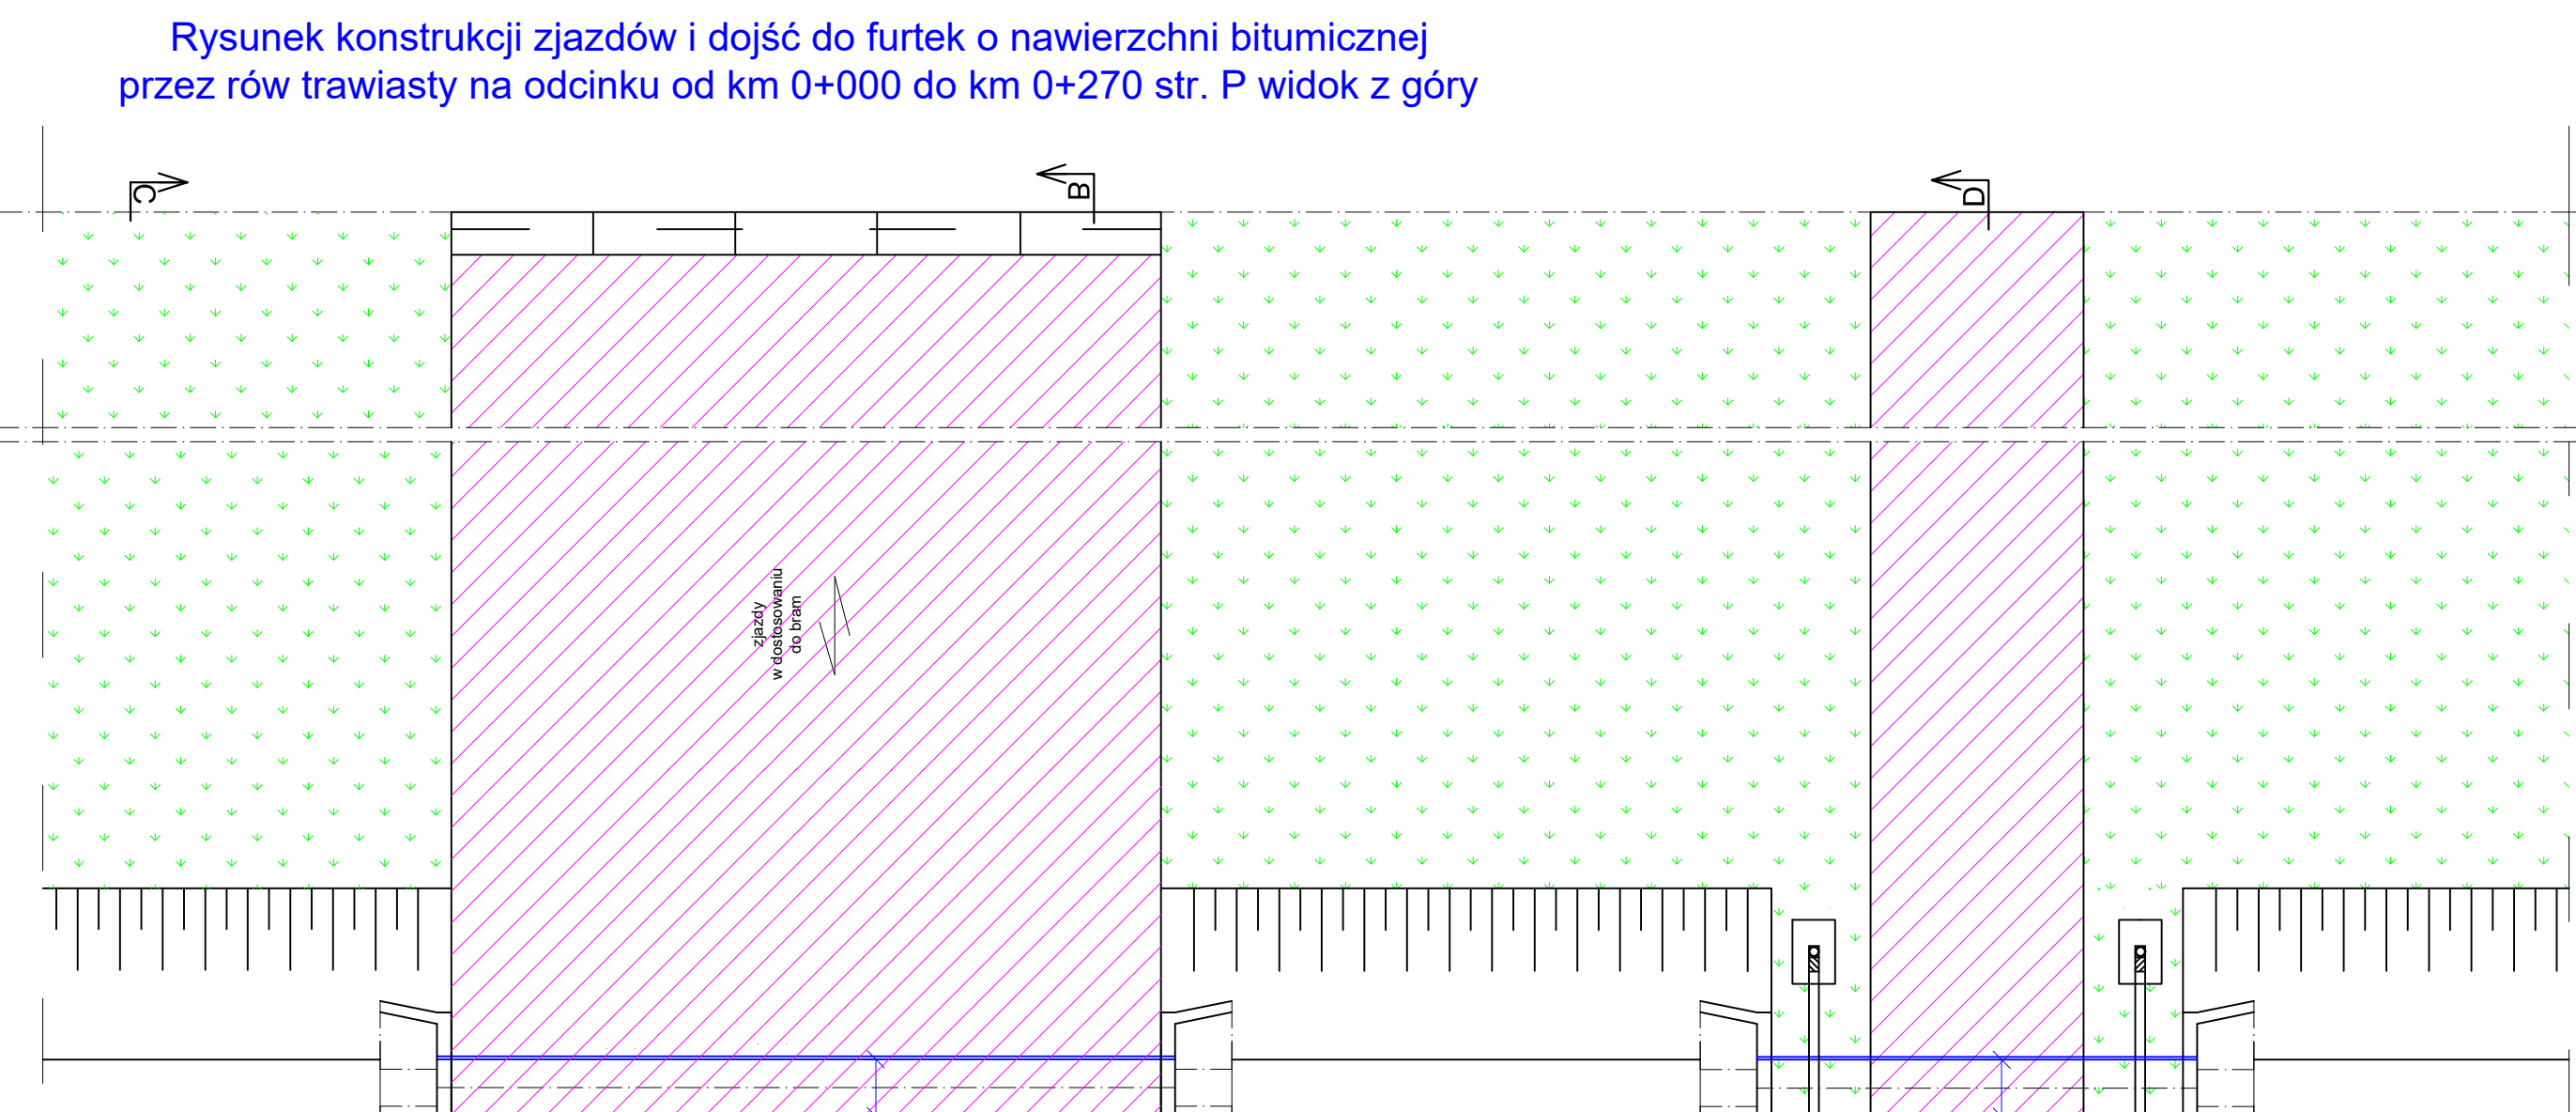 Rysunek konstrukcji zjazdów i dojść do furtek o nawierzchni bitumicznej
przez rów trawiasty na odcinku od km 0+000 do km 0+270 str. P widok z góry
C
B
D
zjazdy
w dostosowaniu
do bram